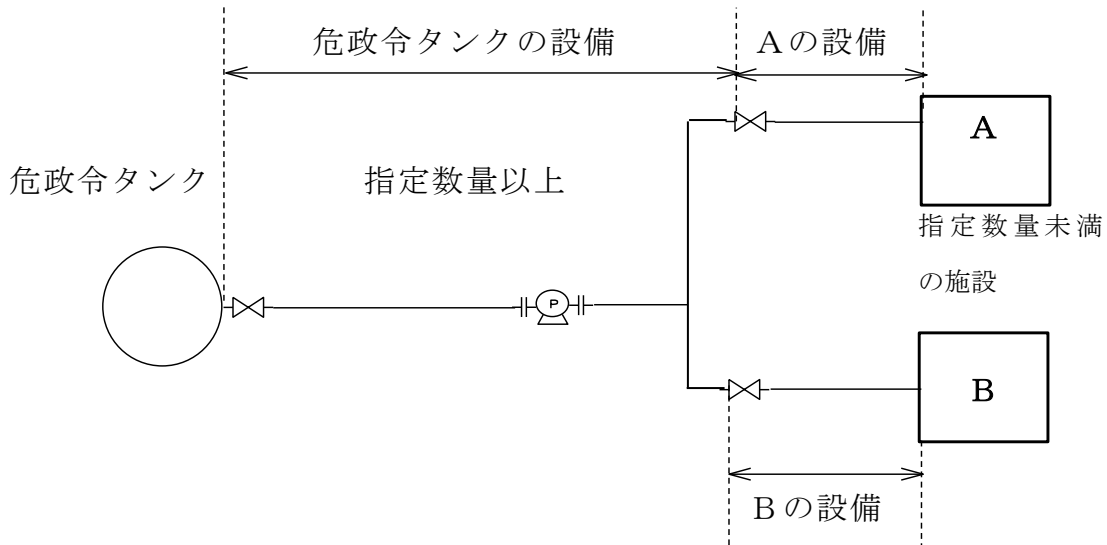 危政令タンクの設備
Aの設備
危政令タンク
指定数量以上
A
指定数量未満
の施設
P
B
Bの設備